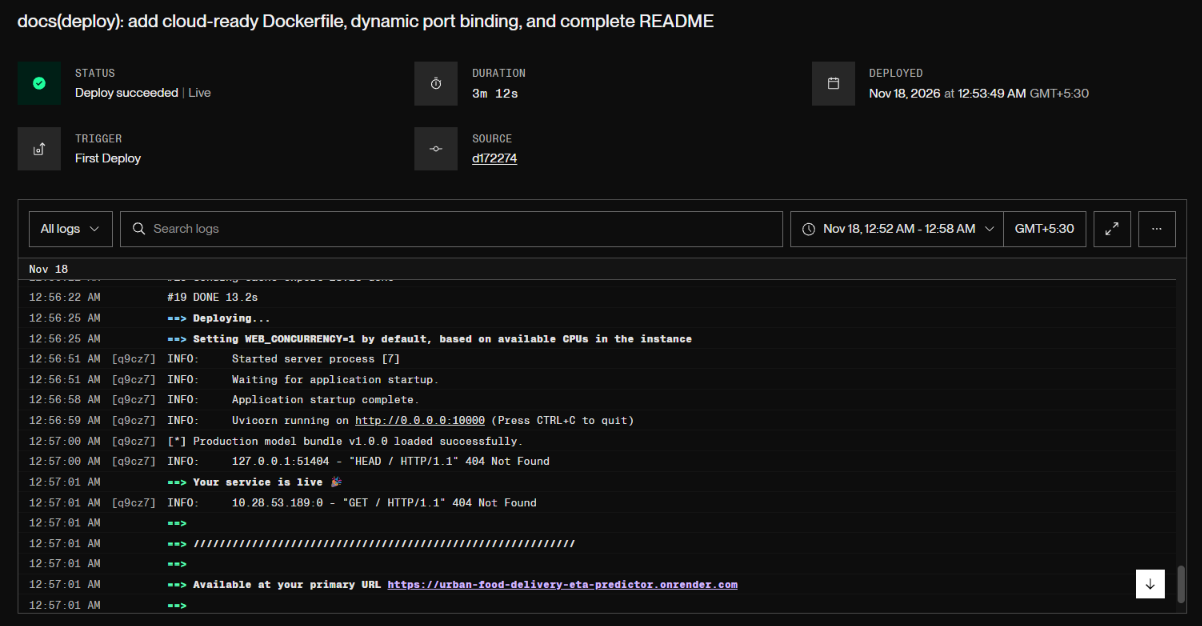 docs(deploy): add cloud-ready Dockerfile, dynamic port binding, and complete README
STATUS
Deploy succeeded | Live
DURATION
3m 12s
DEPLOYED
Nov 18, 2026 at 12:53:49 AM GMT+5:30
TRIGGER
First Deploy
SOURCE
d172274
All logs
Search logs
Nov 18, 12:52 AM - 12:58 AM
GMT+5:30
Nov 18
12:56:22 AM #19 DONE 13.2s
12:56:25 AM ==> Deploying...
12:56:25 AM ==> Setting WEB_CONCURRENCY=1 by default, based on available CPUs in the instance
12:56:51 AM [q9cz7] INFO: Started server process [7]
12:56:51 AM [q9cz7] INFO: Waiting for application startup.
12:56:58 AM [q9cz7] INFO: Application startup complete.
12:56:59 AM [q9cz7] INFO: Uvicorn running on http://0.0.0.0:10000 (Press CTRL+C to quit)
12:57:00 AM [q9cz7] [*] Production model bundle v1.0.0 loaded successfully.
12:57:00 AM [q9cz7] INFO: 127.0.0.1:51404 - "HEAD / HTTP/1.1" 404 Not Found
12:57:01 AM ==> Your service is live 🎉
12:57:01 AM [q9cz7] INFO: 10.28.53.189:0 - "GET / HTTP/1.1" 404 Not Found
12:57:01 AM ==>
12:57:01 AM ==> ///////////////////////////////////////////////////////////
12:57:01 AM ==>
12:57:01 AM ==> Available at your primary URL https://urban-food-delivery-eta-predictor.onrender.com
12:57:01 AM ==>